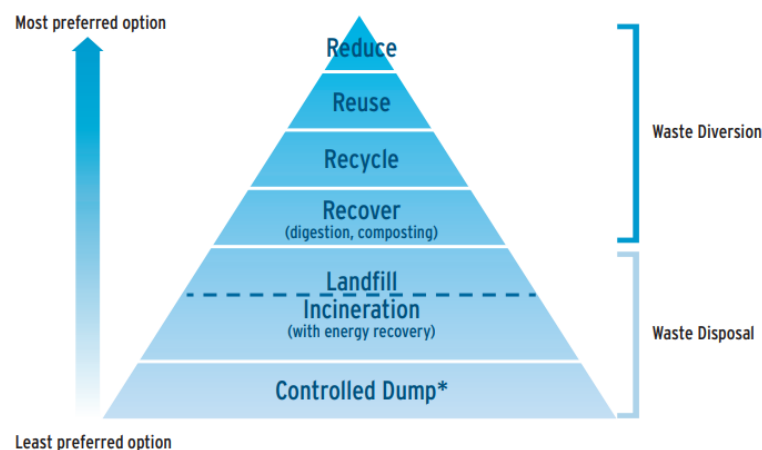 Most preferred option
Reduce
Reuse
Waste Diversion
Recycle
Recover
(digestion, composting)
Landfill
Incineration
(with energy recovery)
Waste Disposal
Controlled Dump*
Least preferred option